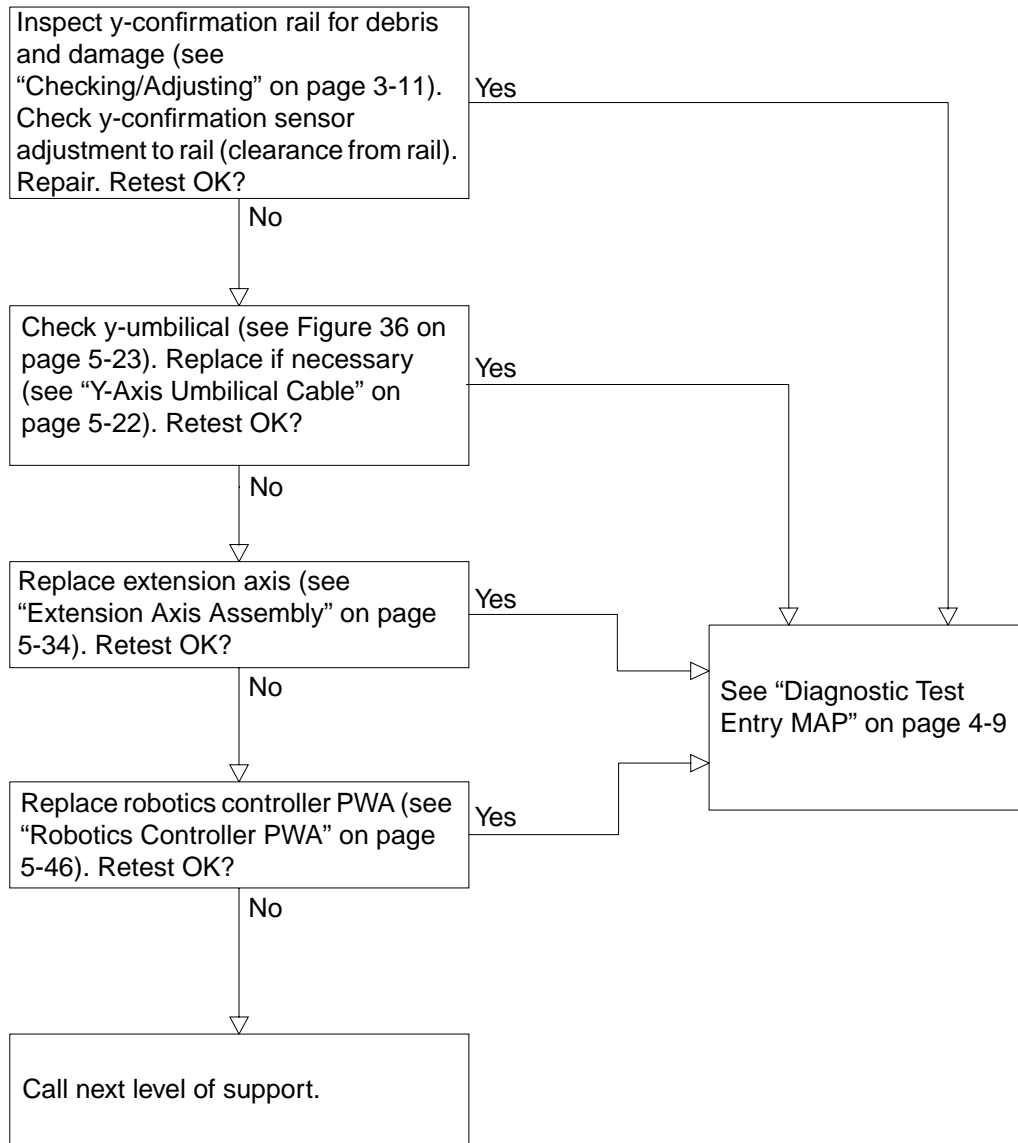 Inspect y-confirmation rail for debris
and damage (see
“Checking/Adjusting” on page 3-11).
Check y-confirmation sensor
adjustment to rail (clearance from rail).
Repair. Retest OK?
Yes
No
Check y-umbilical (see Figure 36 on
page 5-23). Replace if necessary
(see “Y-Axis Umbilical Cable” on
page 5-22). Retest OK?
Yes
No
Replace extension axis (see
“Extension Axis Assembly” on page
5-34). Retest OK?
Yes
No
See “Diagnostic Test
Entry MAP” on page 4-9
Replace robotics controller PWA (see
“Robotics Controller PWA” on page
5-46). Retest OK?
Yes
No
Call next level of support.